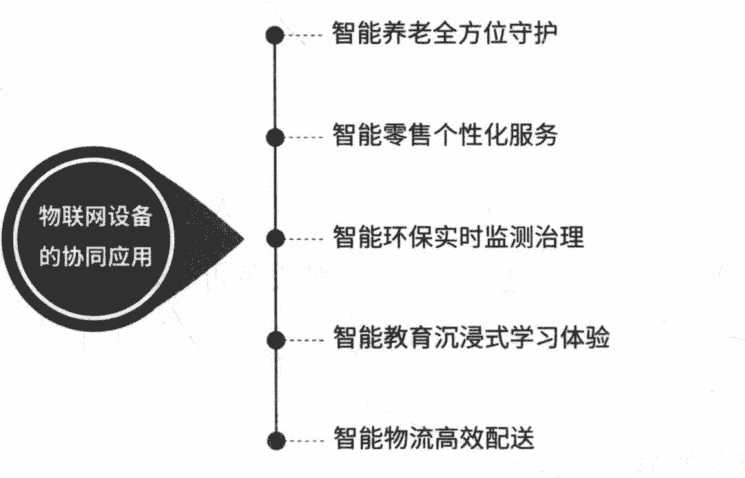 物联网设备
的协同应用
智能养老全方位守护
智能零售个性化服务
智能环保实时监测治理
智能教育沉浸式学习体验
智能物流高效配送